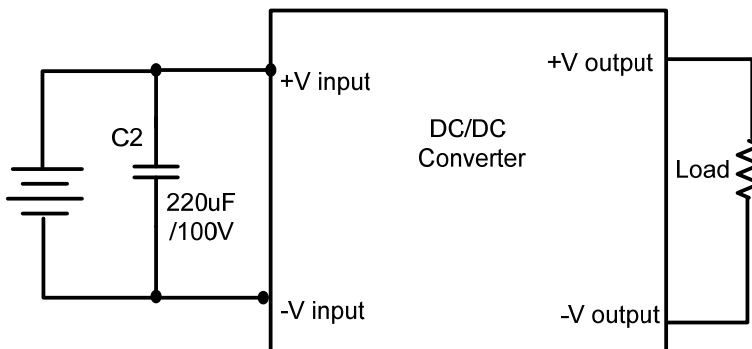 +V input
+V output
C2
DC/DC
Converter
Load
220uF
/100V
-V input
-V output